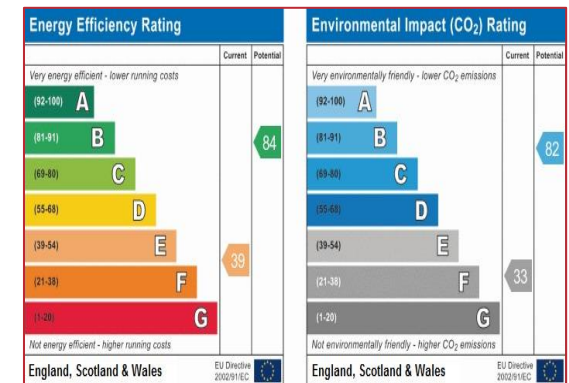 Energy Efficiency Rating
Current Potential
Very energy efficient - lower running costs
(92-100) A
(81-91) B
84
(69-80) C
(55-68) D
(39-54) E
39
(21-38) F
(1-20) G
Not energy efficient - higher running costs
England, Scotland & Wales
EU Directive
2002/91/EC
Environmental Impact (CO₂) Rating
Current Potential
Very environmentally friendly - lower CO₂ emissions
(92-100) A
(81-91) B
82
(69-80) C
(55-68) D
(39-54) E
(21-38) F
33
(1-20) G
Not environmentally friendly - higher CO₂ emissions
England, Scotland & Wales
EU Directive
2002/91/EC